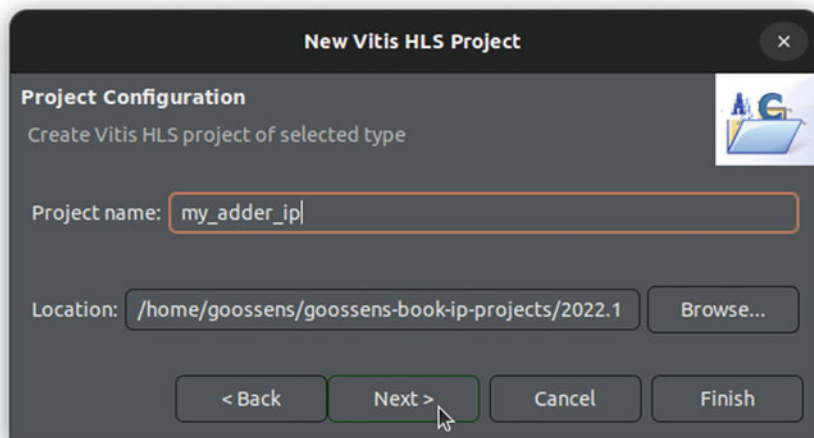 New Vitis HLS Project
Project Configuration
Create Vitis HLS project of selected type
Project name: my_adder_ip
Location: /home/goossens/goossens-book-ip-projects/2022.1 Browse...
< Back Next > Cancel Finish